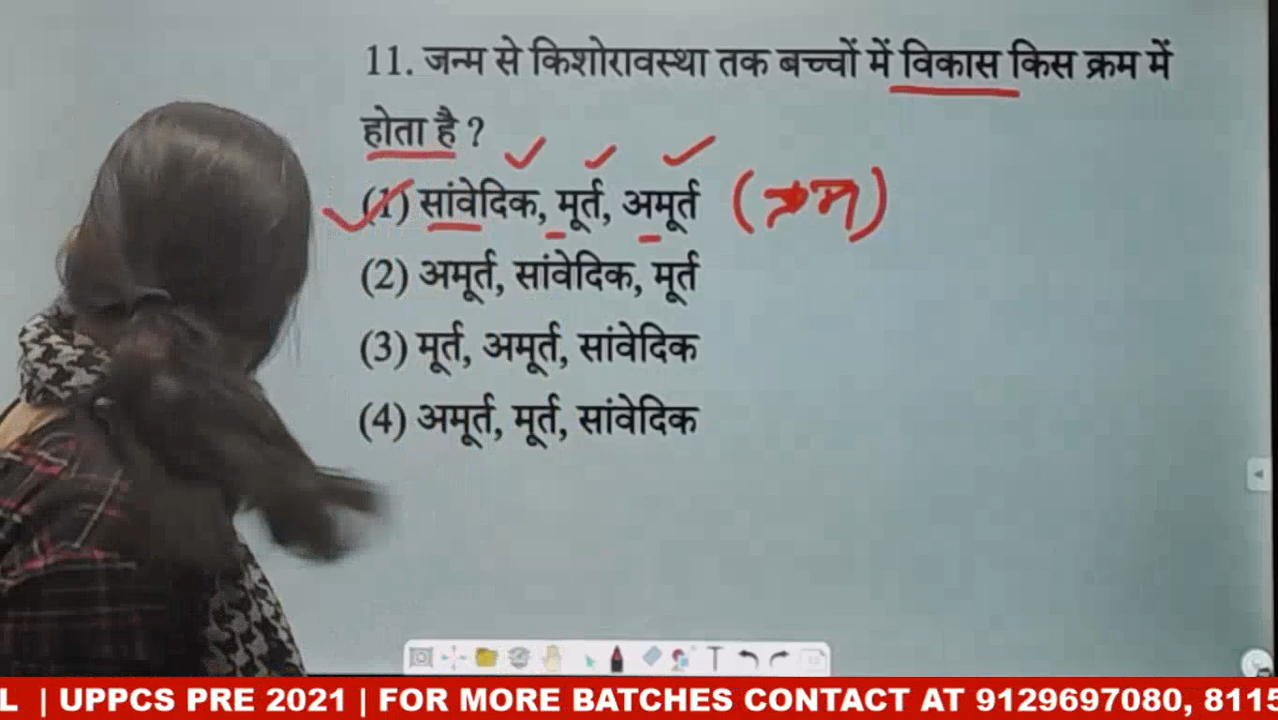 11. जन्म से किशोरावस्था तक बच्चों में विकास किस क्रम में
होता है ?
(1) सांवेदिक, मूर्त, अमूर्त (क्रम)
(2) अमूर्त, सांवेदिक, मूर्त
(3) मूर्त, अमूर्त, सांवेदिक
(4) अमूर्त, मूर्त, सांवेदिक
L | UPPCS PRE 2021 | FOR MORE BATCHES CONTACT AT 9129697080, 8115